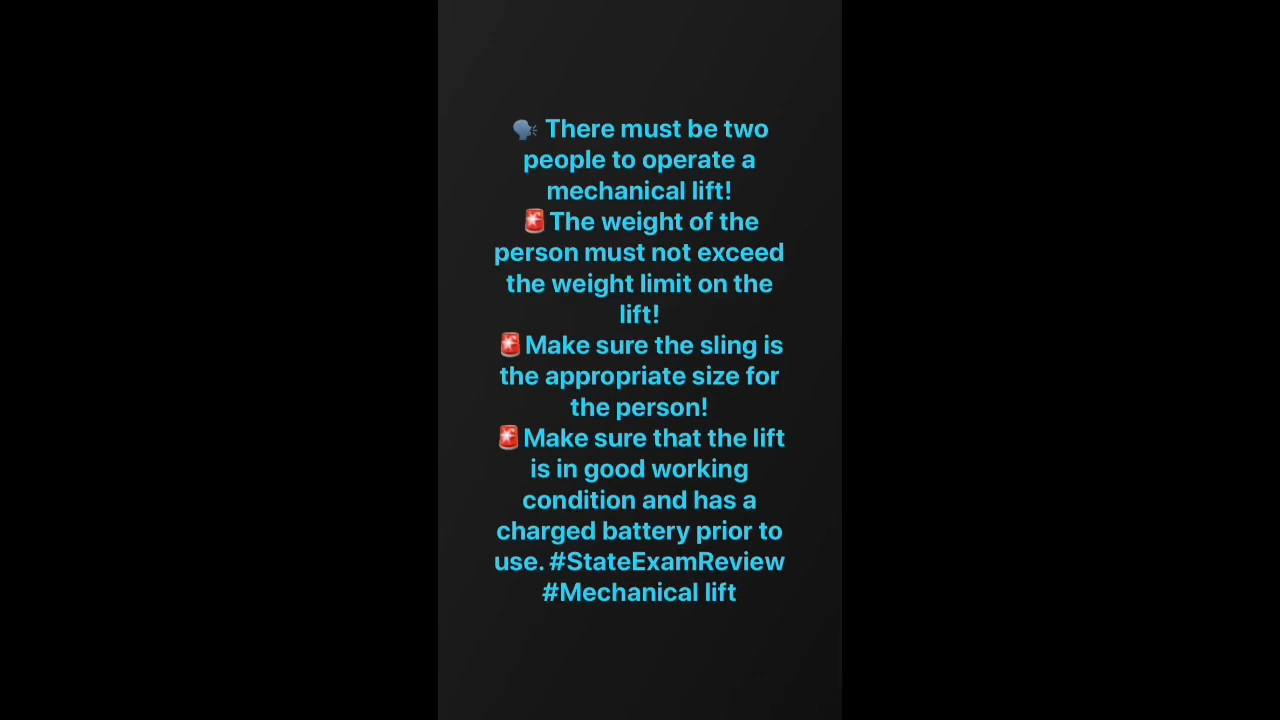 🗣️ There must be two
people to operate a
mechanical lift!
🚨The weight of the
person must not exceed
the weight limit on the
lift!
🚨Make sure the sling is
the appropriate size for
the person!
🚨Make sure that the lift
is in good working
condition and has a
charged battery prior to
use. #StateExamReview
#Mechanical lift